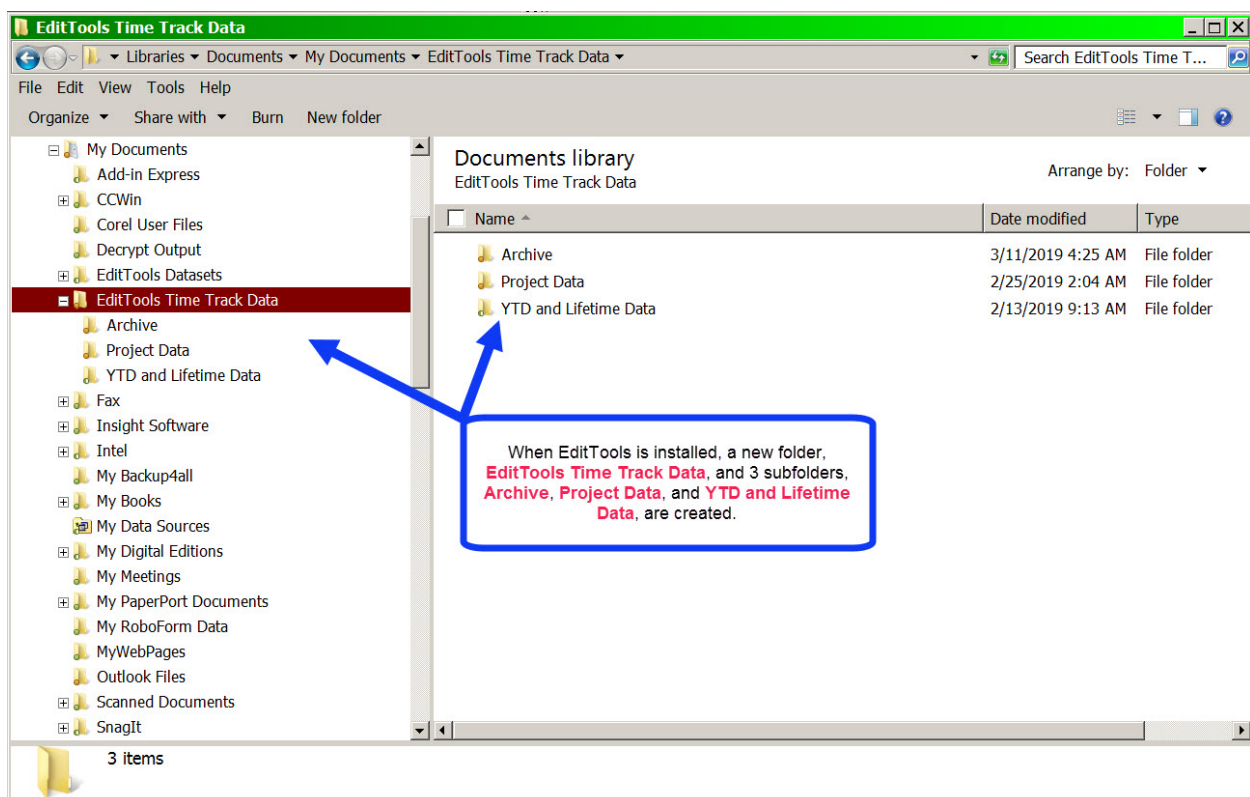 EditTools Time Track Data
Libraries Documents My Documents EditTools Time Track Data Search EditTools Time T...
File Edit View Tools Help
Organize Share with Burn New folder
My Documents
Add-in Express
CCWin
Corel User Files
Decrypt Output
EditTools Datasets
EditTools Time Track Data
Archive
Project Data
YTD and Lifetime Data
Fax
Insight Software
Intel
My Backup4all
My Books
My Data Sources
My Digital Editions
My Meetings
My PaperPort Documents
My RoboForm Data
MyWebPages
Outlook Files
Scanned Documents
SnagIt
Documents library
EditTools Time Track Data
Arrange by: Folder
Name Date modified Type
Archive 3/11/2019 4:25 AM File folder
Project Data 2/25/2019 2:04 AM File folder
YTD and Lifetime Data 2/13/2019 9:13 AM File folder
When EditTools is installed, a new folder,
EditTools Time Track Data, and 3 subfolders,
Archive, Project Data, and YTD and Lifetime
Data, are created.
3 items